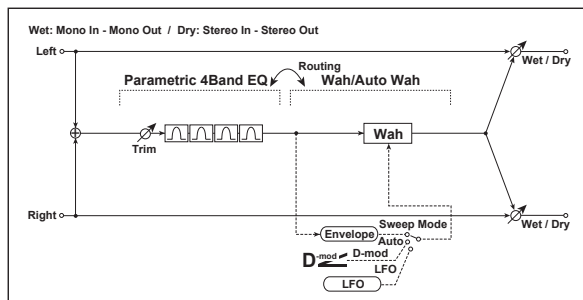 Wet: Mono In - Mono Out / Dry: Stereo In - Stereo Out
Left
Wet / Dry
Routing
Parametric 4Band EQ
Wah/Auto Wah
Trim
Wah
Right
Wet / Dry
Sweep Mode
Envelope
Auto
D-mod
D-mod
LFO
LFO